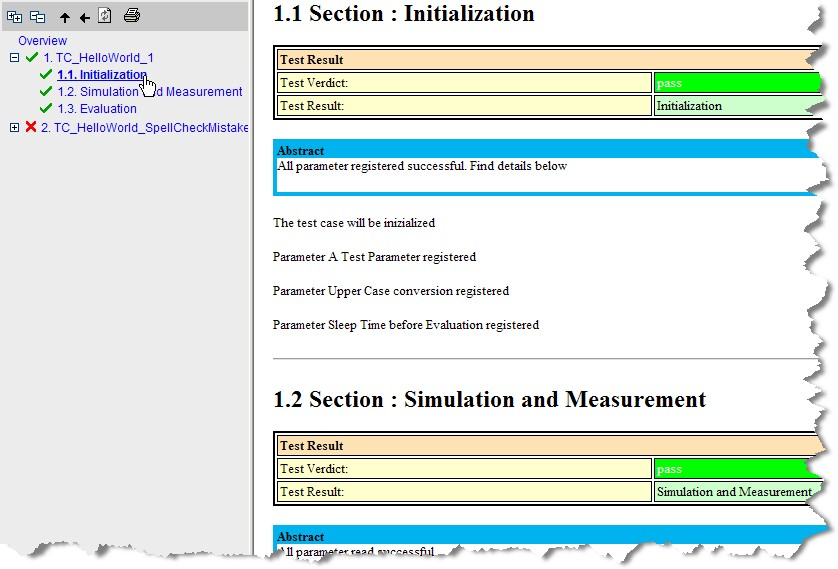 Overview
1. TC_HelloWorld_1
1.1. Initialization
1.2. Simulation and Measurement
1.3. Evaluation
2. TC_HelloWorld_SpellCheckMistake
1.1 Section : Initialization
Test Result
Test Verdict: pass
Test Result: Initialization
Abstract
All parameter registered successful. Find details below
The test case will be inizialized
Parameter A Test Parameter registered
Parameter Upper Case conversion registered
Parameter Sleep Time before Evaluation registered
1.2 Section : Simulation and Measurement
Test Result
Test Verdict: pass
Test Result: Simulation and Measurement
Abstract
All parameter read successful